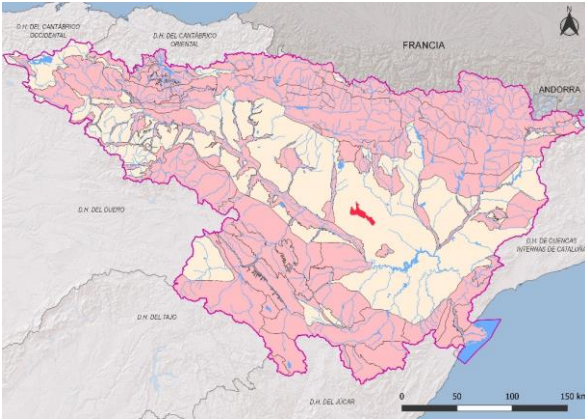 D.H. DEL CANTÁBRICO
OCCIDENTAL
D.H. DEL CANTÁBRICO
ORIENTAL
N
FRANCIA
ANDORRA
D.H. DEL DUERO
D.H. DE CUENCAS
INTERNAS DE CATALUÑA
D.H. DEL TAJO
D.H. DEL JÚCAR
0 50 100 150 km